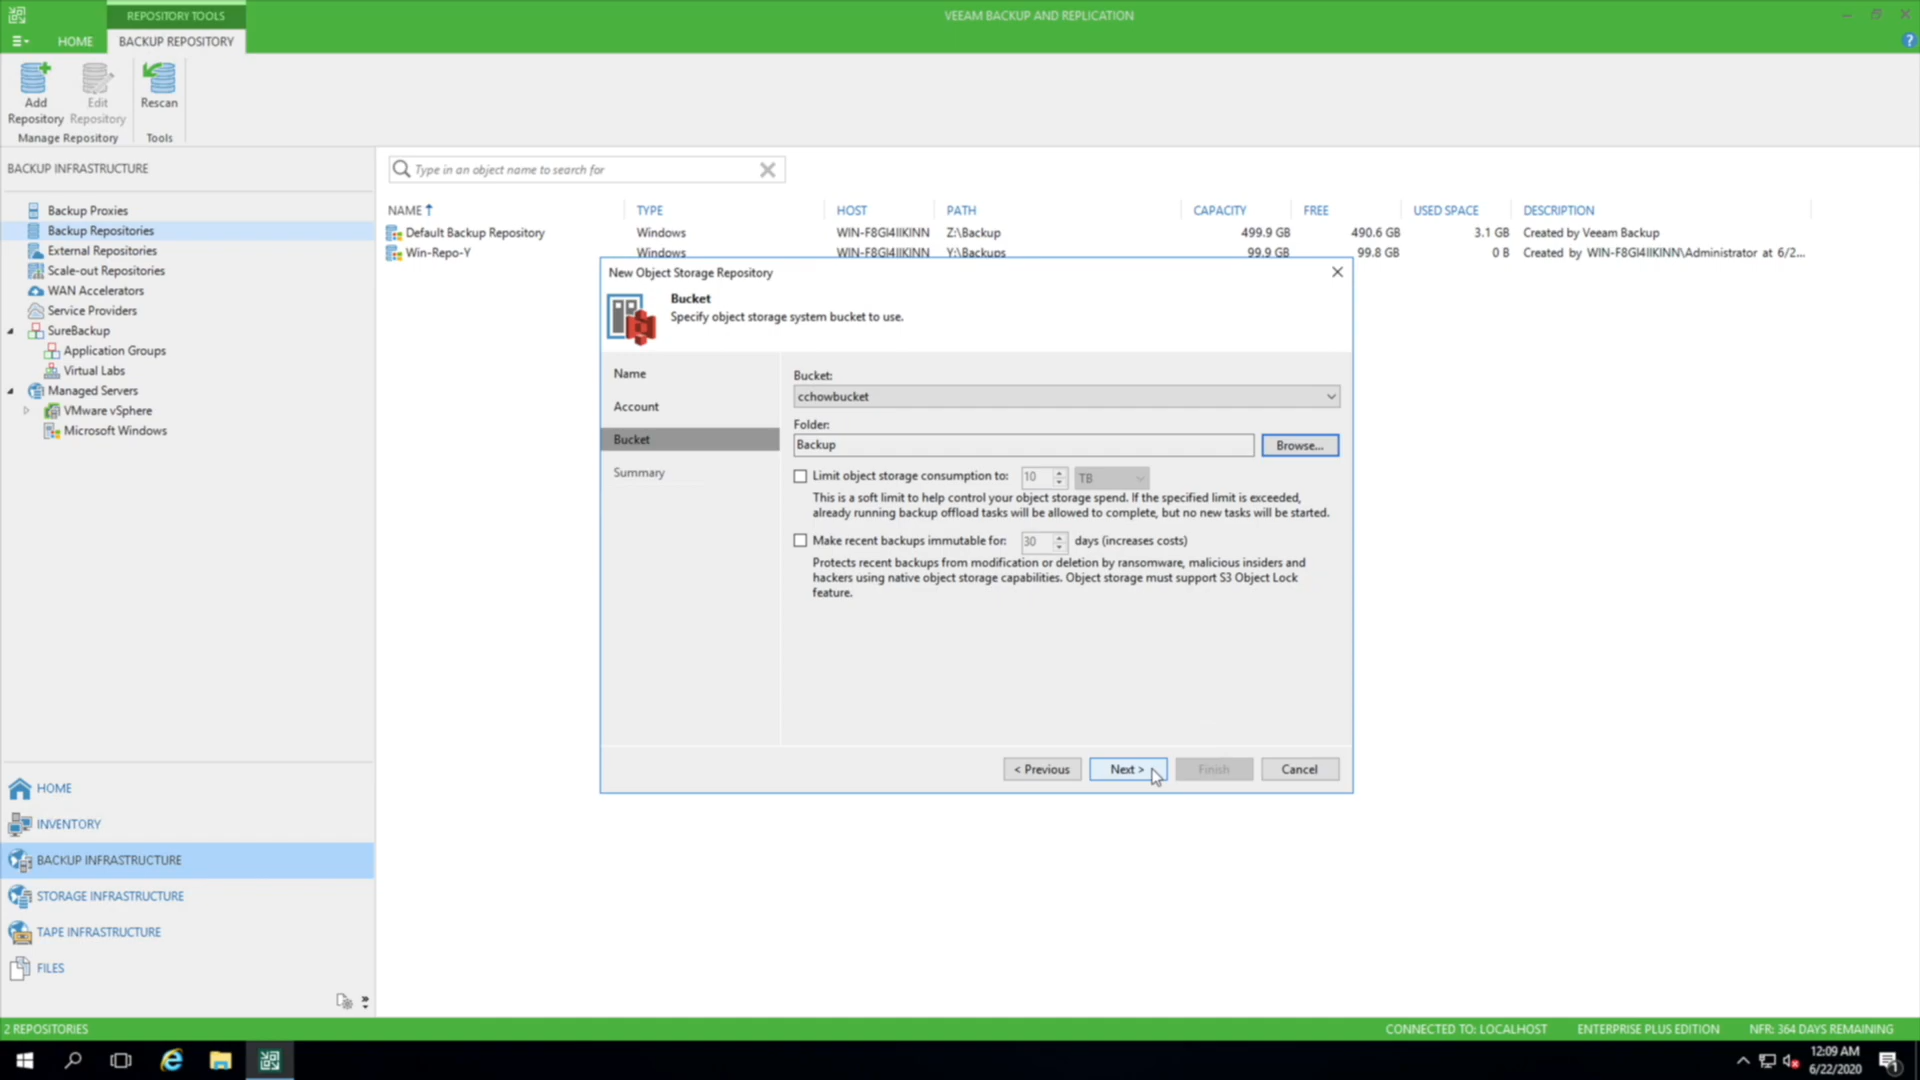 REPOSITORY TOOLS
VEEAM BACKUP AND REPLICATION
HOME
BACKUP REPOSITORY
Add Repository
Edit Repository
Rescan
Manage Repository
Tools
BACKUP INFRASTRUCTURE
Backup Proxies
Backup Repositories
External Repositories
Scale-out Repositories
WAN Accelerators
Service Providers
SureBackup
Application Groups
Virtual Labs
Managed Servers
VMware vSphere
Microsoft Windows
HOME
INVENTORY
BACKUP INFRASTRUCTURE
STORAGE INFRASTRUCTURE
TAPE INFRASTRUCTURE
FILES
Type in an object name to search for
NAME TYPE HOST PATH CAPACITY FREE USED SPACE DESCRIPTION
Default Backup Repository Windows WIN-F8GI4IIKINN Z:\Backup 499.9 GB 490.6 GB 3.1 GB Created by Veeam Backup
Win-Repo-Y Windows WIN-F8GI4IIKINN Y:\Backups 99.9 GB 99.8 GB 0 B Created by WIN-F8GI4IIKINN\Administrator at 6/2...
New Object Storage Repository
Bucket
Specify object storage system bucket to use.
Name
Account
Bucket
Summary
Bucket:
cchowbucket
Folder:
Backup
Browse...
Limit object storage consumption to: 10 TB
This is a soft limit to help control your object storage spend. If the specified limit is exceeded,
already running backup offload tasks will be allowed to complete, but no new tasks will be started.
Make recent backups immutable for: 30 days (increases costs)
Protects recent backups from modification or deletion by ransomware, malicious insiders and
hackers using native object storage capabilities. Object storage must support S3 Object Lock
feature.
< Previous
Next >
Finish
Cancel
2 REPOSITORIES
CONNECTED TO: LOCALHOST
ENTERPRISE PLUS EDITION
NFR: 364 DAYS REMAINING
12:09 AM
6/22/2020
1